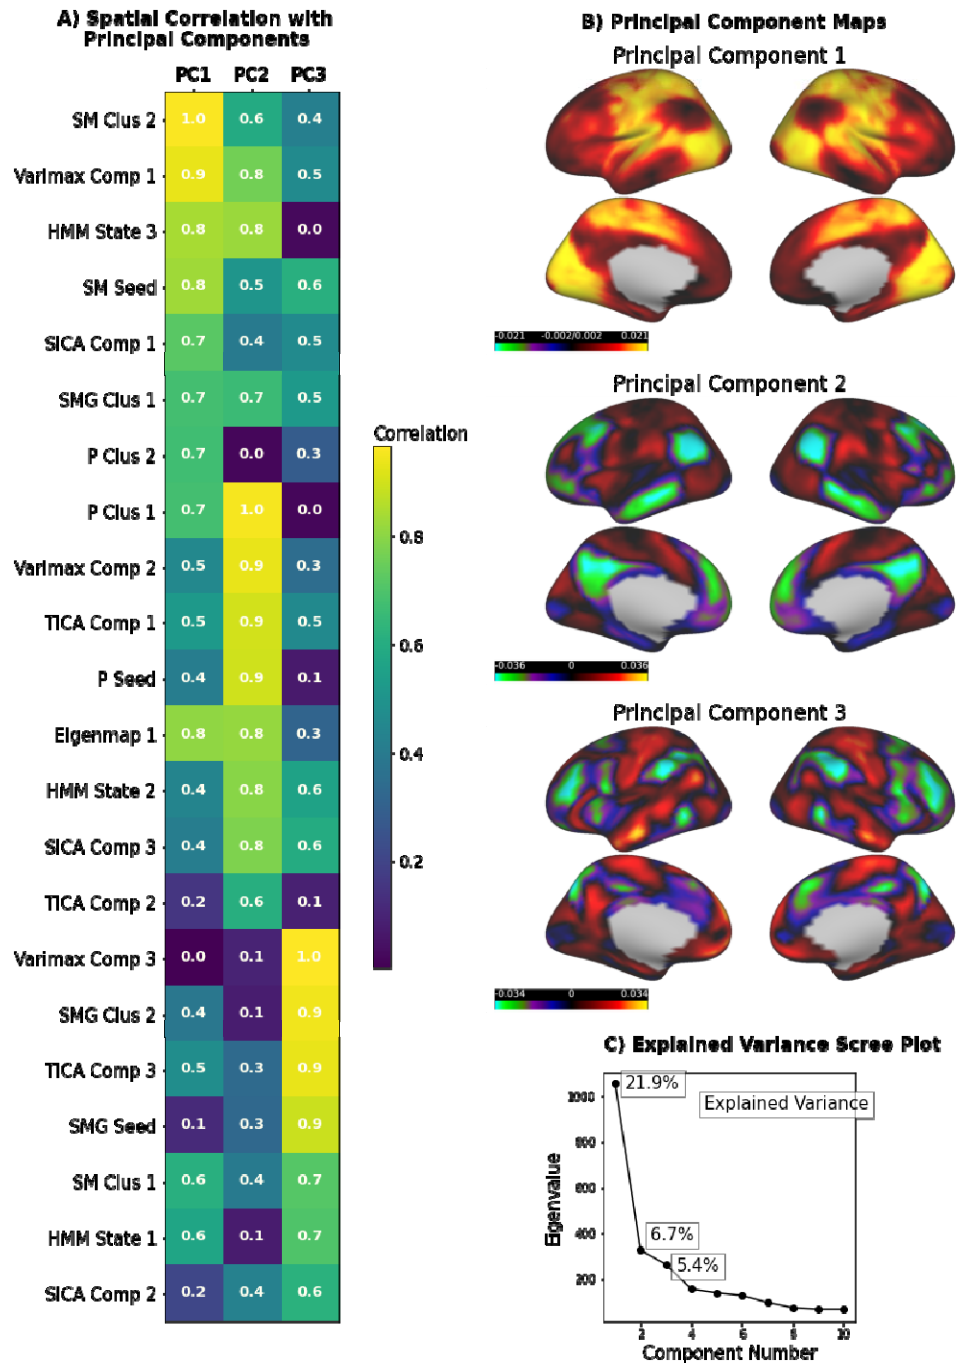 A) Spatial Correlation with
Principal Components
PC1 PC2 PC3
SM Clus 2 1.0 0.6 0.4
Varimax Comp 1 0.9 0.8 0.5
HMM State 3 0.8 0.8 0.0
SM Seed 0.8 0.5 0.6
SICA Comp 1 0.7 0.4 0.5
SMG Clus 1 0.7 0.7 0.5
P Clus 2 0.7 0.0 0.3
P Clus 1 0.7 1.0 0.0
Varimax Comp 2 0.5 0.9 0.3
TICA Comp 1 0.5 0.9 0.5
P Seed 0.4 0.9 0.1
Eigenmap 1 0.8 0.8 0.3
HMM State 2 0.4 0.8 0.6
SICA Comp 3 0.4 0.8 0.6
TICA Comp 2 0.2 0.6 0.1
Varimax Comp 3 0.0 0.1 1.0
SMG Clus 2 0.4 0.1 0.9
TICA Comp 3 0.5 0.3 0.9
SMG Seed 0.1 0.3 0.9
SM Clus 1 0.6 0.4 0.7
HMM State 1 0.6 0.1 0.7
SICA Comp 2 0.2 0.4 0.6
Correlation
0.8
0.6
0.4
0.2
B) Principal Component Maps
Principal Component 1
-0.021 -0.002/0.002 0.021
Principal Component 2
-0.036 0 0.036
Principal Component 3
-0.034 0 0.034
C) Explained Variance Scree Plot
Eigenvalue
1000
800
600
400
200
21.9%
Explained Variance
6.7%
5.4%
2 4 6 8 10
Component Number